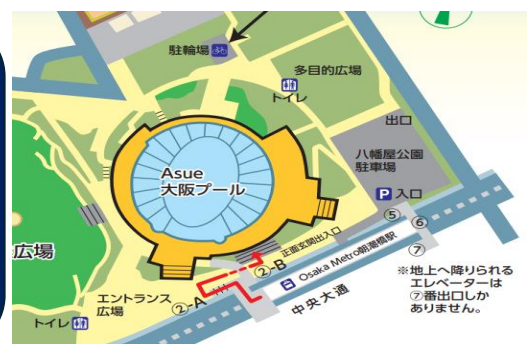 駐輪場
多目的広場
トイレ
出口
八幡屋公園
駐車場
P 入口
Asue
大阪プール
⑤
⑥
⑦
正面玄関出入口
②-B
Osaka Metro朝潮橋駅
広場
エントランス
広場
②-A
中央大通
トイレ
※地上へ降りられる
エレベーターは
⑦番出口しか
ありません。